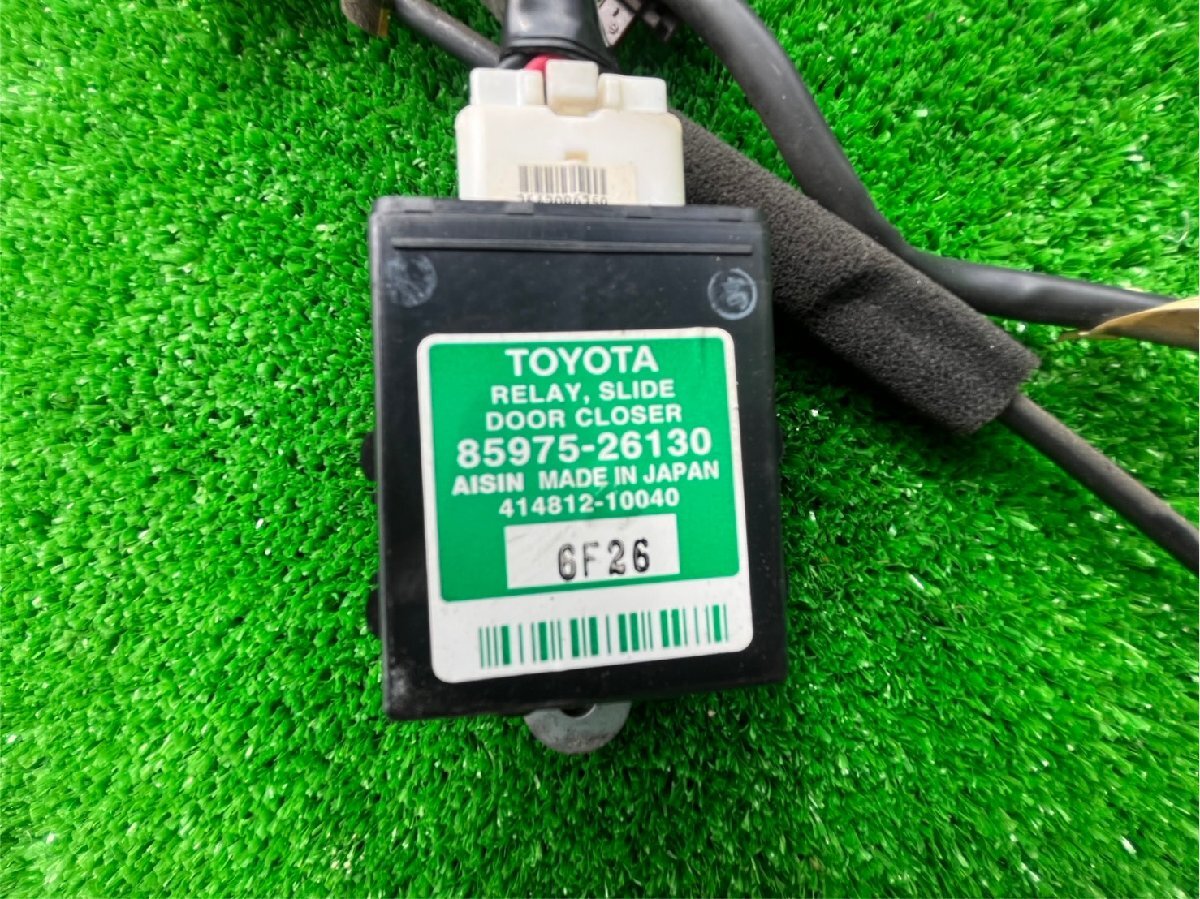 TOYOTA
RELAY, SLIDE
DOOR CLOSER
85975-26130
AISIN MADE IN JAPAN
414812-10040
6F26